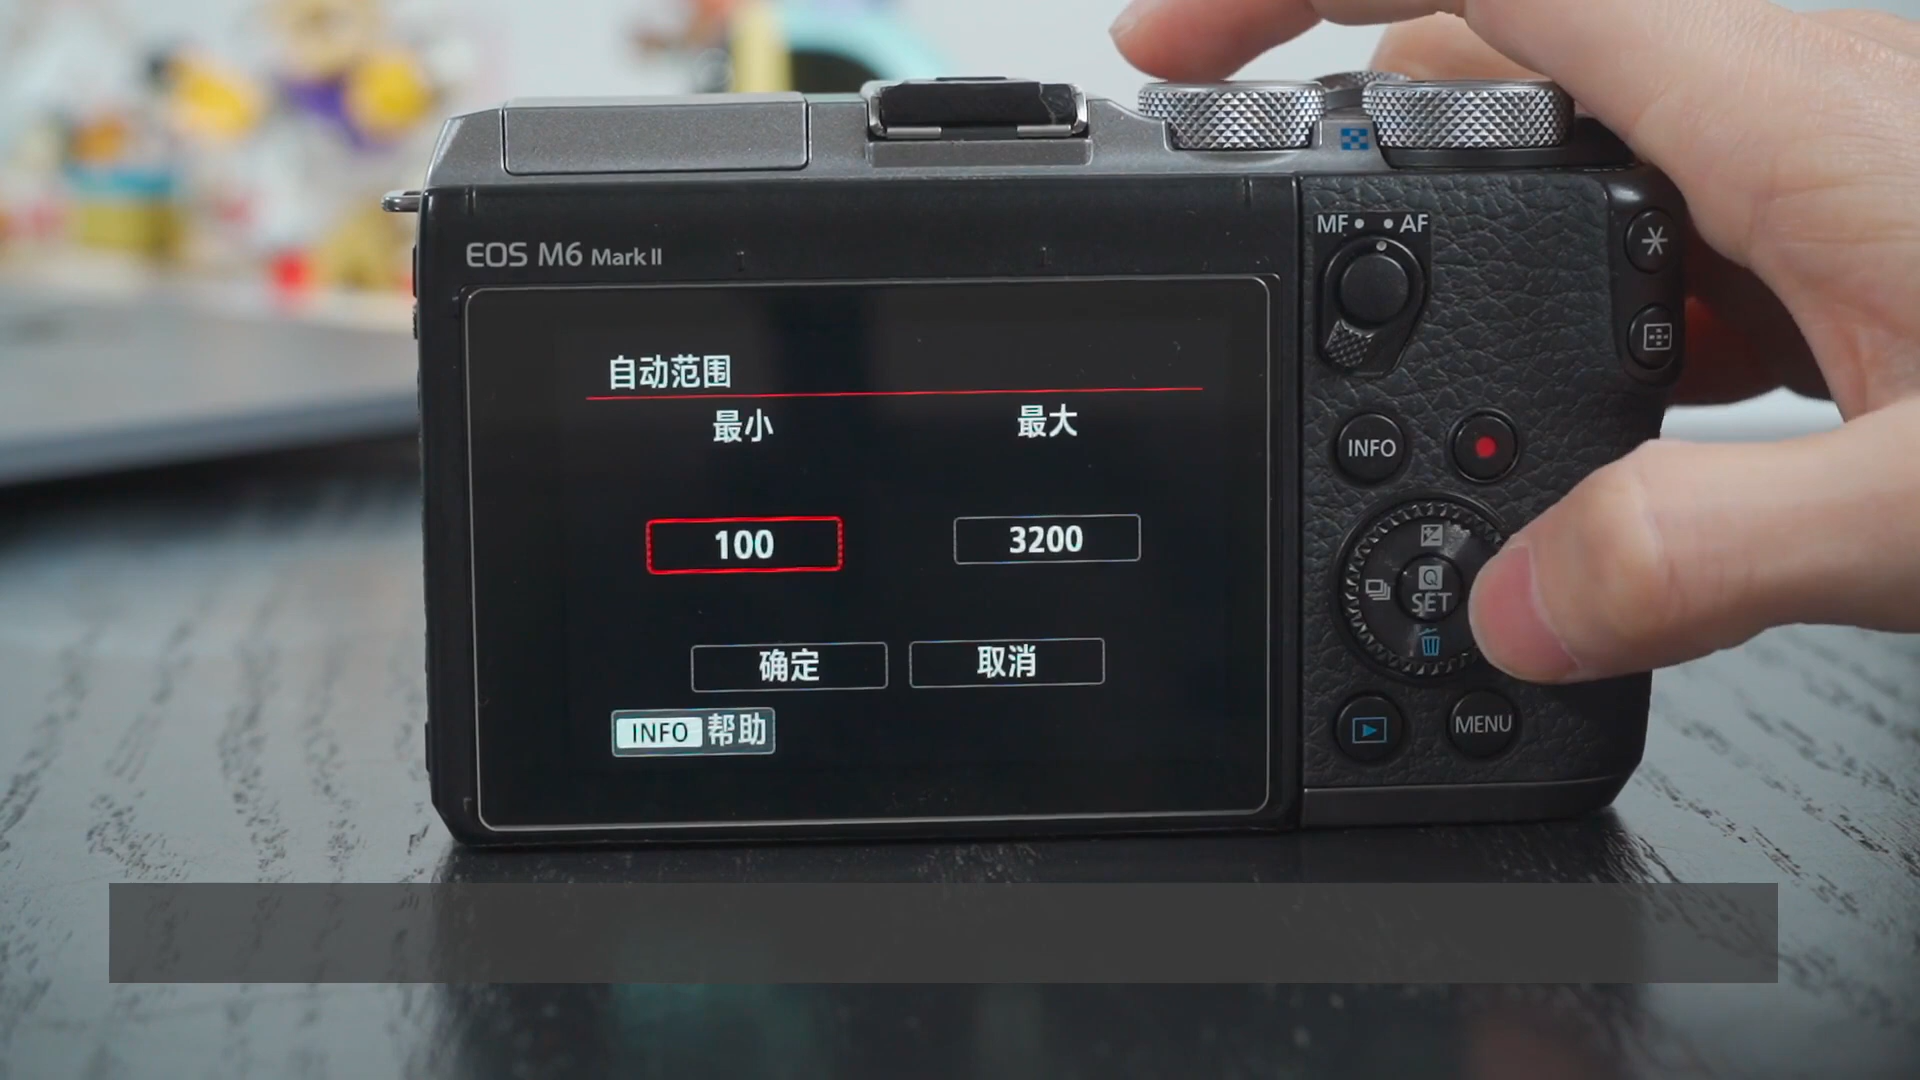 EOS M6 Mark II
MF AF
自动范围
最小 最大
100 3200
确定 取消
INFO 帮助
INFO
Q
SET
MENU